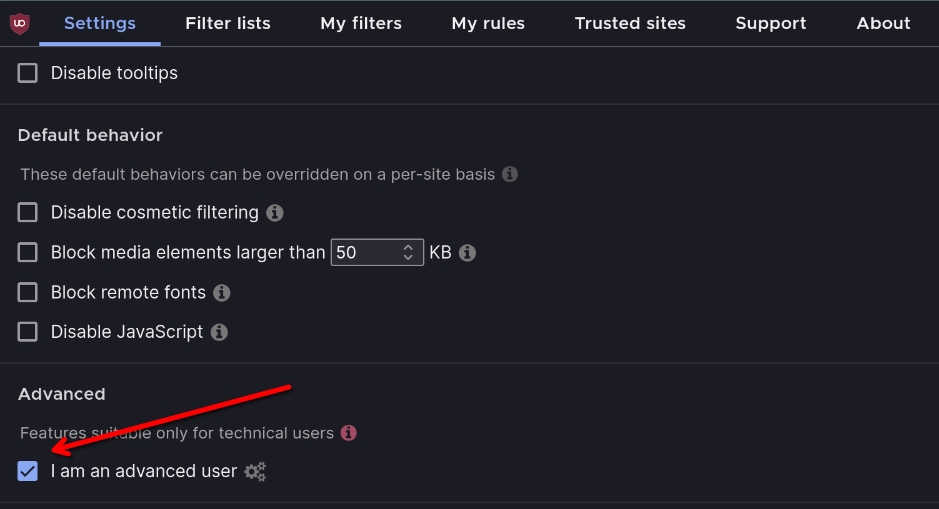 UO Settings Filter lists My filters My rules Trusted sites Support About
Disable tooltips
Default behavior
These default behaviors can be overridden on a per-site basis
Disable cosmetic filtering
Block media elements larger than 50 KB
Block remote fonts
Disable JavaScript
Advanced
Features suitable only for technical users
I am an advanced user